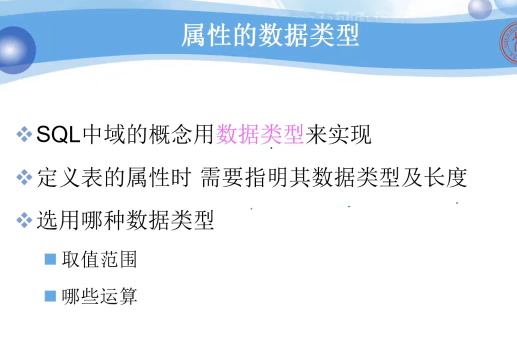 属性的数据类型
SQL中域的概念用数据类型来实现
定义表的属性时 需要指明其数据类型及长度
选用哪种数据类型
取值范围
哪些运算